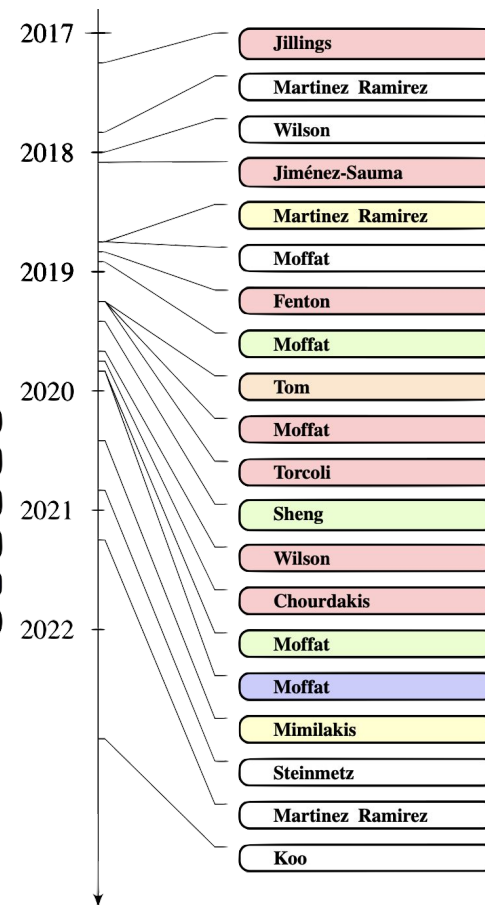 2017
Jillings
Martinez Ramirez
Wilson
2018
Jiménez-Sauma
Martinez Ramirez
Moffat
2019
Fenton
Moffat
Tom
2020
Moffat
Torcoli
2021
Sheng
Wilson
Chourdakis
2022
Moffat
Moffat
Mimilakis
Steinmetz
Martinez Ramirez
Koo